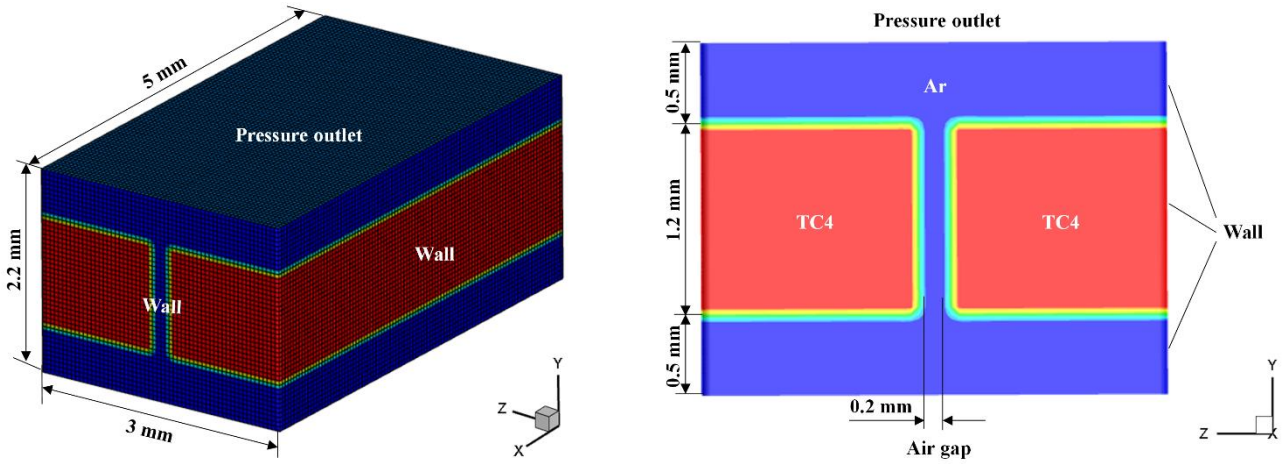 5 mm
Pressure outlet
Wall
Wall
2.2 mm
3 mm
Y
Z
X
Pressure outlet
0.5 mm
Ar
1.2 mm
TC4
TC4
Wall
0.5 mm
0.2 mm
Air gap
Y
Z
X